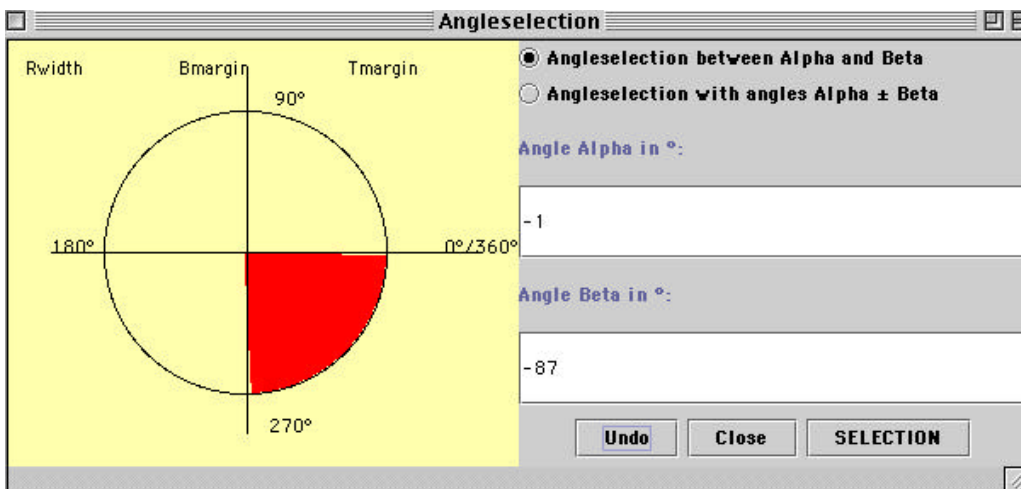 Angleselection
Rwidth Bmargin Tmargin
90°
180°
0°/360°
270°
Angleselection between Alpha and Beta
Angleselection with angles Alpha ± Beta
Angle Alpha in °:
-1
Angle Beta in °:
-87
Undo Close SELECTION